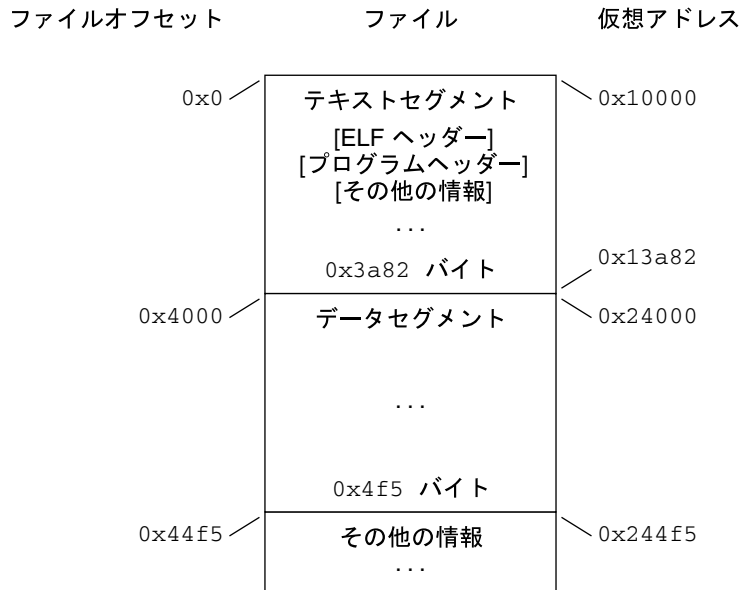 ファイルオフセット ファイル 仮想アドレス
0x0 テキストセグメント 0x10000
[ELF ヘッダー]
[プログラムヘッダー]
[その他の情報]
...
0x3a82 バイト 0x13a82
0x4000 データセグメント 0x24000
...
0x4f5 バイト
0x44f5 その他の情報 0x244f5
...